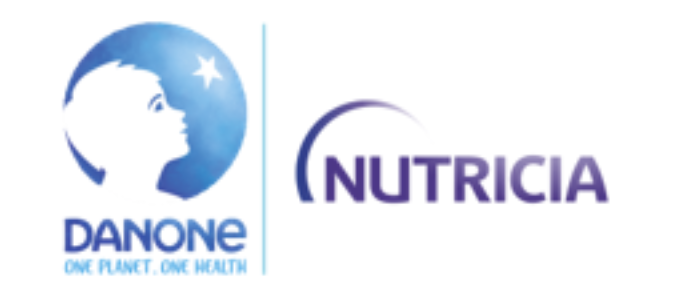 DANONE
ONE PLANET. ONE HEALTH
NUTRICIA